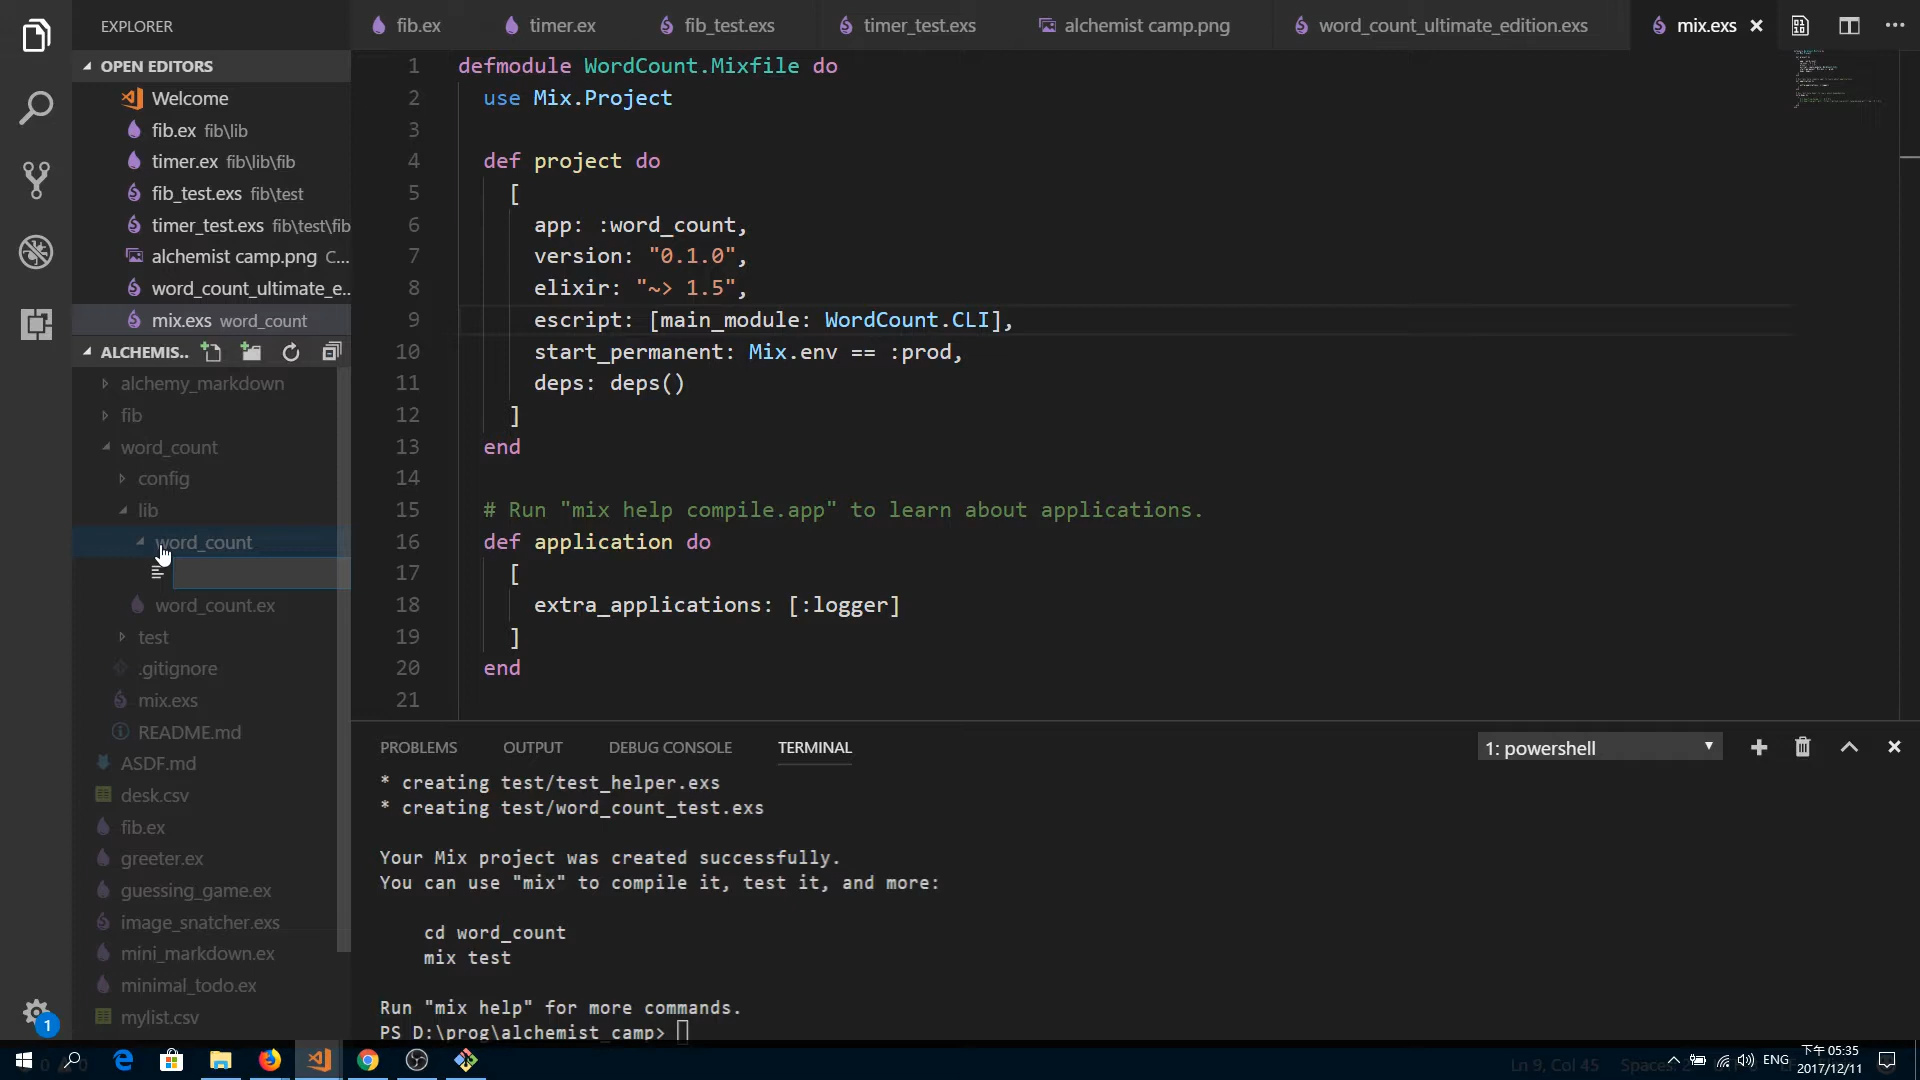 EXPLORER
OPEN EDITORS
Welcome
fib.ex fib\lib
timer.ex fib\lib\fib
fib_test.exs fib\test
timer_test.exs fib\test\fib
alchemist camp.png C...
word_count_ultimate_e...
mix.exs word_count
ALCHEMIS..
alchemy_markdown
fib
word_count
config
lib
word_count
word_count.ex
test
.gitignore
mix.exs
README.md
ASDF.md
desk.csv
fib.ex
greeter.ex
guessing_game.ex
image_snatcher.exs
mini_markdown.ex
minimal_todo.ex
mylist.csv
1
fib.ex timer.ex fib_test.exs timer_test.exs alchemist camp.png word_count_ultimate_edition.exs mix.exs
1 defmodule WordCount.Mixfile do
2 use Mix.Project
3
4 def project do
5 [
6 app: :word_count,
7 version: "0.1.0",
8 elixir: "~> 1.5",
9 escript: [main_module: WordCount.CLI],
10 start_permanent: Mix.env == :prod,
11 deps: deps()
12 ]
13 end
14
15 # Run "mix help compile.app" to learn about applications.
16 def application do
17 [
18 extra_applications: [:logger]
19 ]
20 end
21
PROBLEMS OUTPUT DEBUG CONSOLE TERMINAL 1: powershell
* creating test/test_helper.exs
* creating test/word_count_test.exs
Your Mix project was created successfully.
You can use "mix" to compile it, test it, and more:
cd word_count
mix test
Run "mix help" for more commands.
PS D:\prog\alchemist_camp>
Ln 9, Col 45
ENG
下午 05:35
2017/12/11